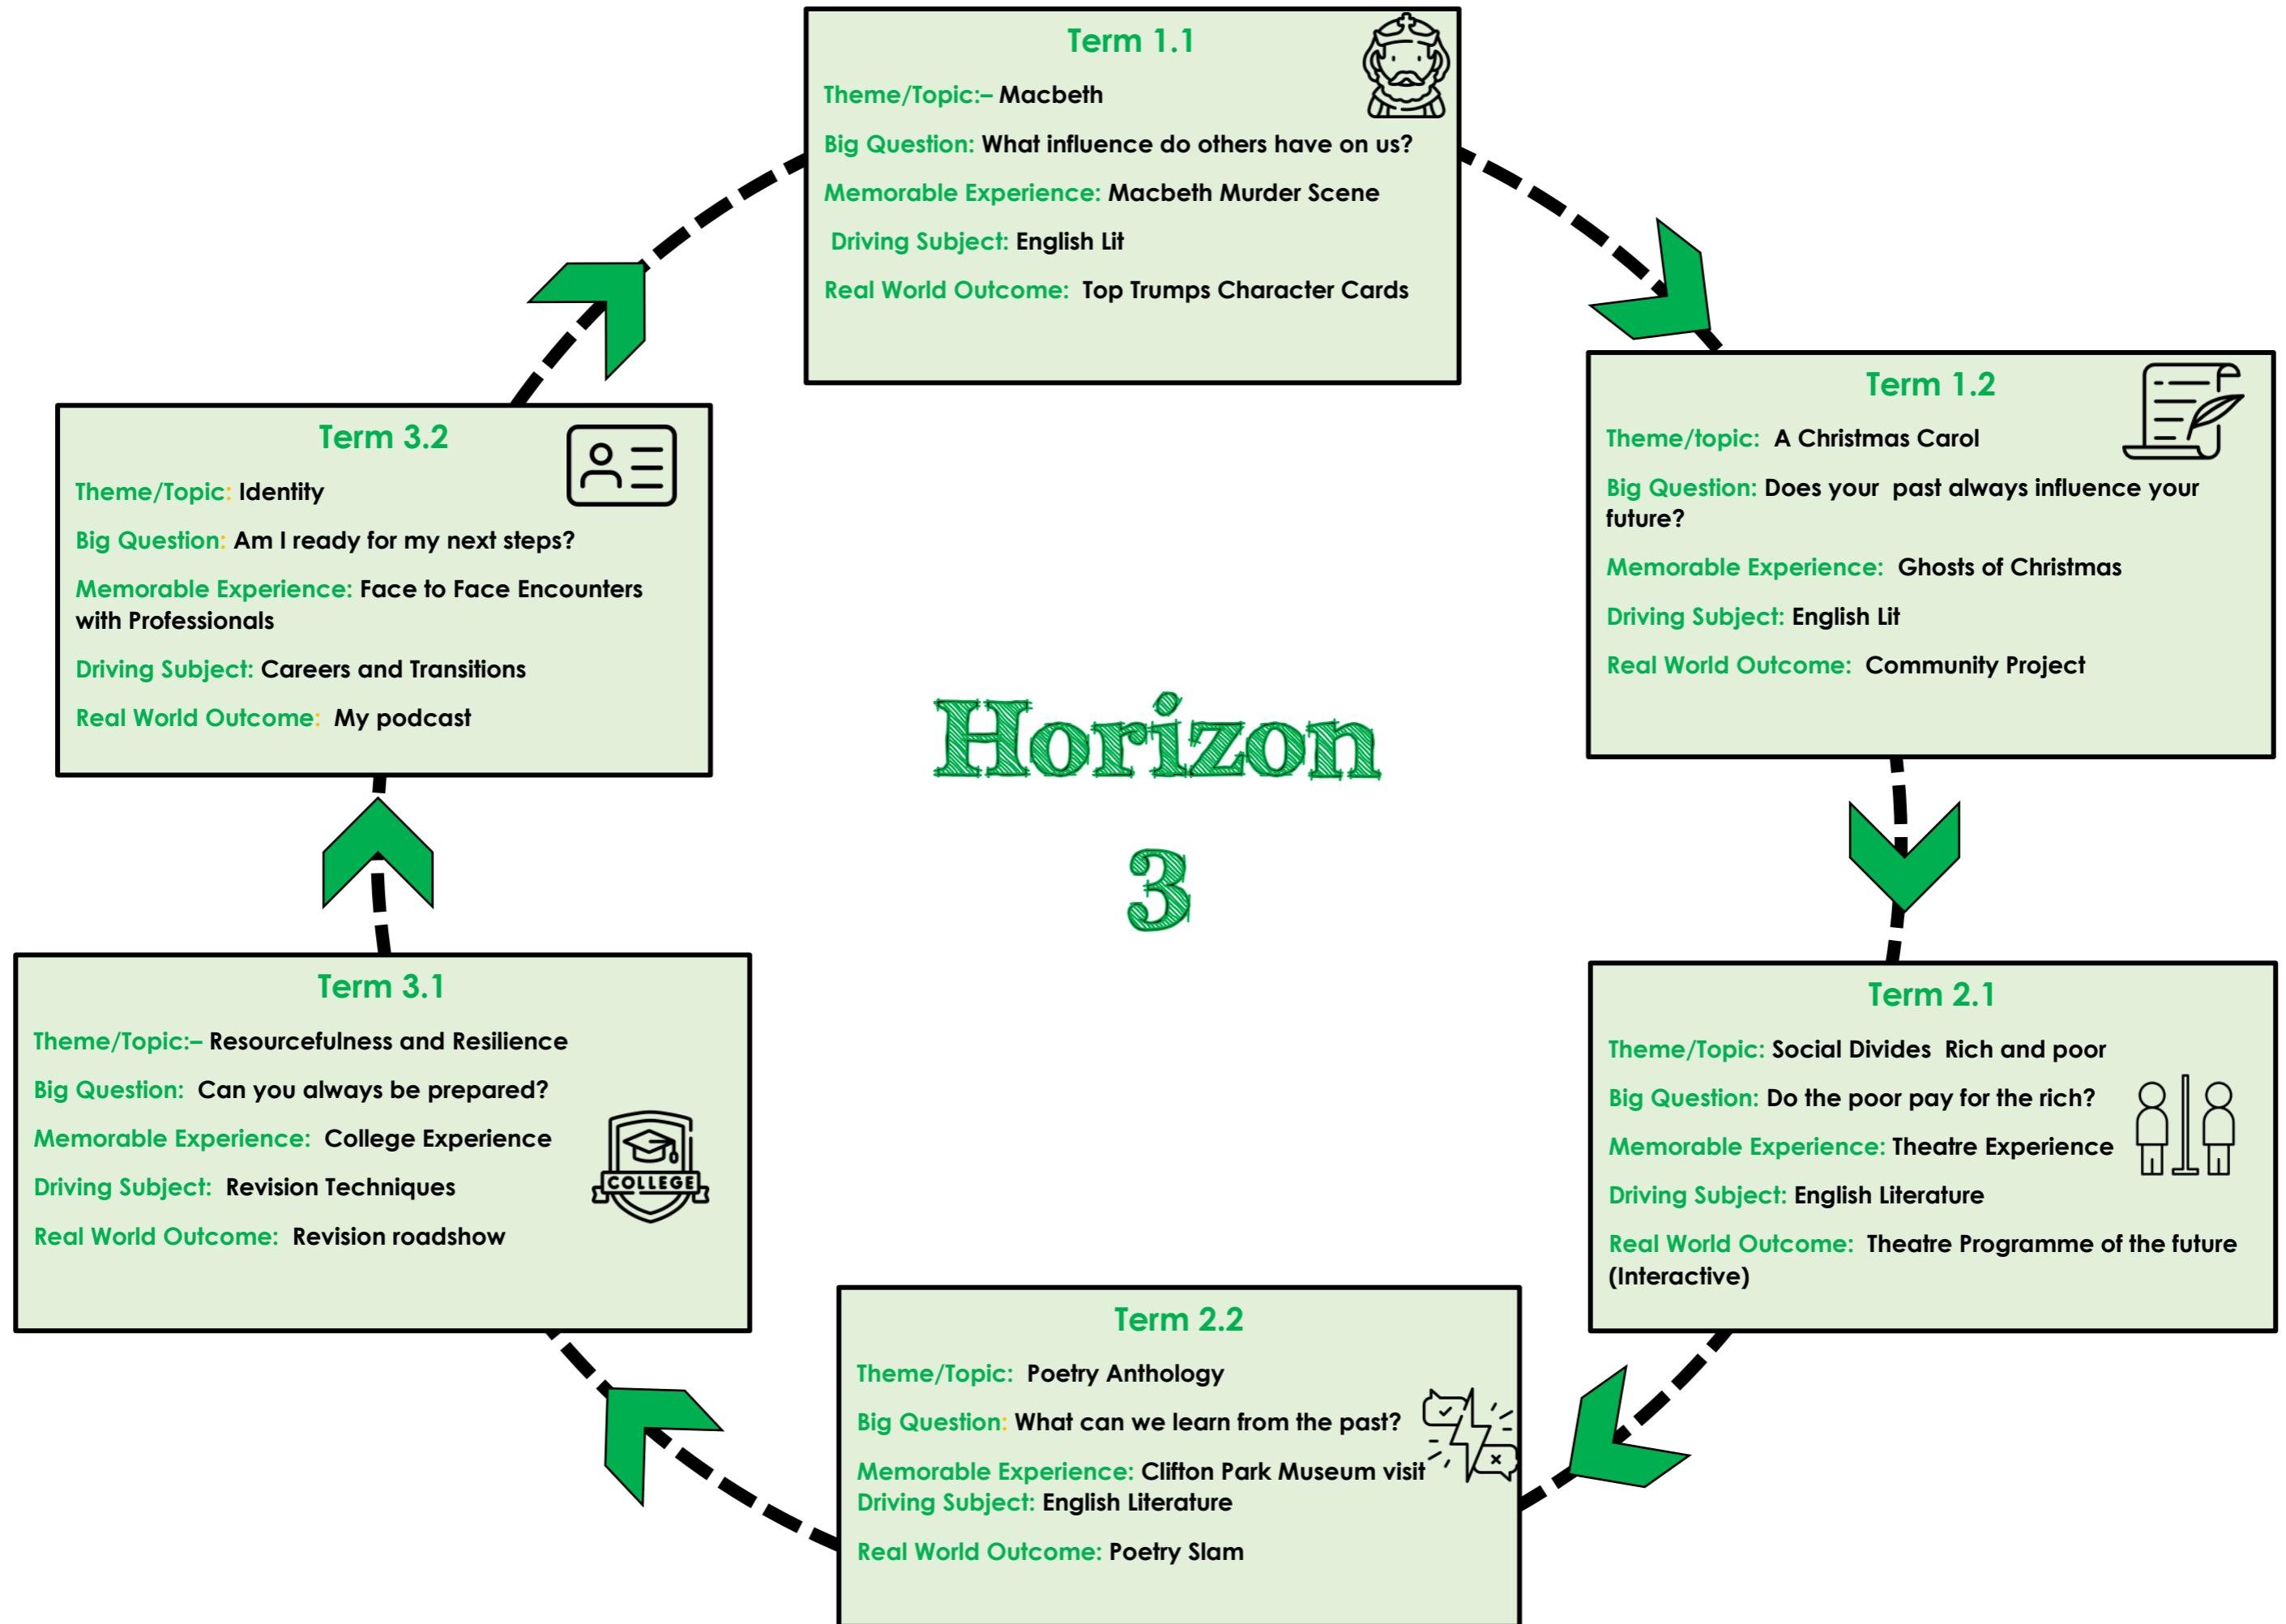 Term 1.1
Theme/Topic:– Macbeth
Big Question: What influence do others have on us?
Memorable Experience: Macbeth Murder Scene
Driving Subject: English Lit
Real World Outcome: Top Trumps Character Cards
Term 1.2
Theme/topic: A Christmas Carol
Big Question: Does your past always influence your
future?
Memorable Experience: Ghosts of Christmas
Driving Subject: English Lit
Real World Outcome: Community Project
Term 2.1
Theme/Topic: Social Divides Rich and poor
Big Question: Do the poor pay for the rich?
Memorable Experience: Theatre Experience
Driving Subject: English Literature
Real World Outcome: Theatre Programme of the future
(Interactive)
Term 2.2
Theme/Topic: Poetry Anthology
Big Question: What can we learn from the past?
Memorable Experience: Clifton Park Museum visit
Driving Subject: English Literature
Real World Outcome: Poetry Slam
Term 3.1
Theme/Topic:– Resourcefulness and Resilience
Big Question: Can you always be prepared?
Memorable Experience: College Experience
Driving Subject: Revision Techniques
Real World Outcome: Revision roadshow
COLLEGE
Term 3.2
Theme/Topic: Identity
Big Question: Am I ready for my next steps?
Memorable Experience: Face to Face Encounters
with Professionals
Driving Subject: Careers and Transitions
Real World Outcome: My podcast
Horizon
3